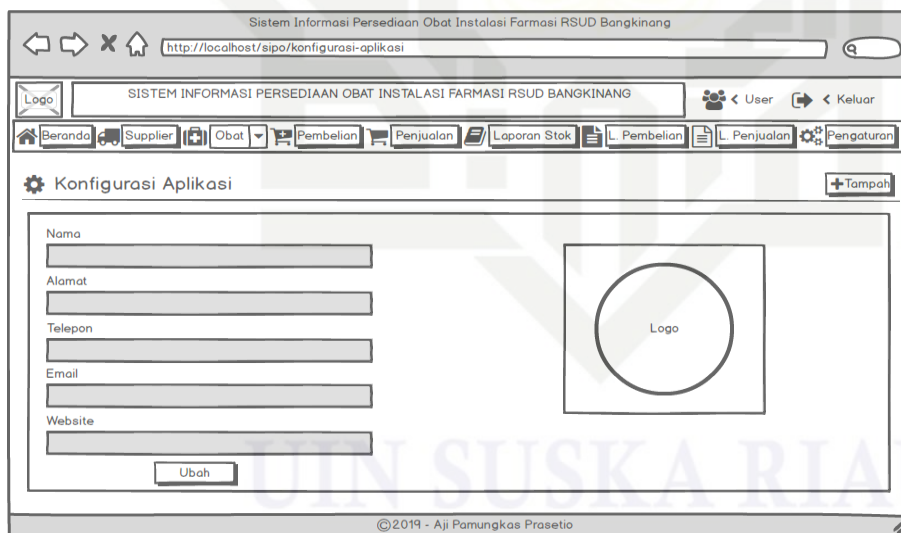 Sistem Informasi Persediaan Obat Instalasi Farmasi RSUD Bangkinang
http://localhost/sipo/konfigurasi-aplikasi
Logo SISTEM INFORMASI PERSEDIAAN OBAT INSTALASI FARMASI RSUD BANGKINANG < User < Keluar
Beranda Supplier Obat Pembelian Penjualan Laporan Stok L. Pembelian L. Penjualan Pengaturan
Konfigurasi Aplikasi +Tampah
Nama
Alamat
Telepon
Logo
Email
Website
Ubah
UIN SUSKA RIA
©2019 - Aji Pamungkas Prasetio